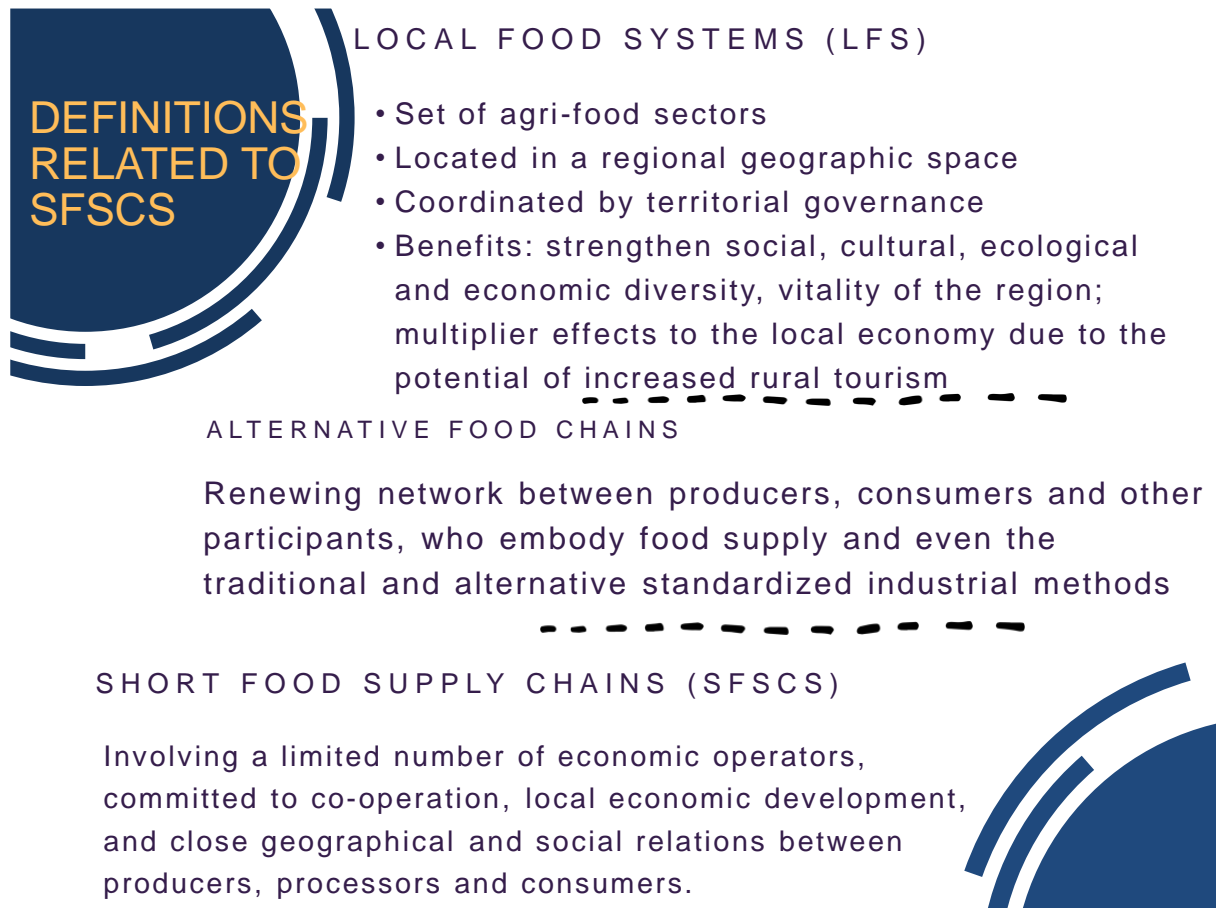 DEFINITIONS
RELATED TO
SFSCS
LOCAL FOOD SYSTEMS (LFS)
• Set of agri-food sectors
• Located in a regional geographic space
• Coordinated by territorial governance
• Benefits: strengthen social, cultural, ecological
and economic diversity, vitality of the region;
multiplier effects to the local economy due to the
potential of increased rural tourism
ALTERNATIVE FOOD CHAINS
Renewing network between producers, consumers and other
participants, who embody food supply and even the
traditional and alternative standardized industrial methods
SHORT FOOD SUPPLY CHAINS (SFSCS)
Involving a limited number of economic operators,
committed to co-operation, local economic development,
and close geographical and social relations between
producers, processors and consumers.